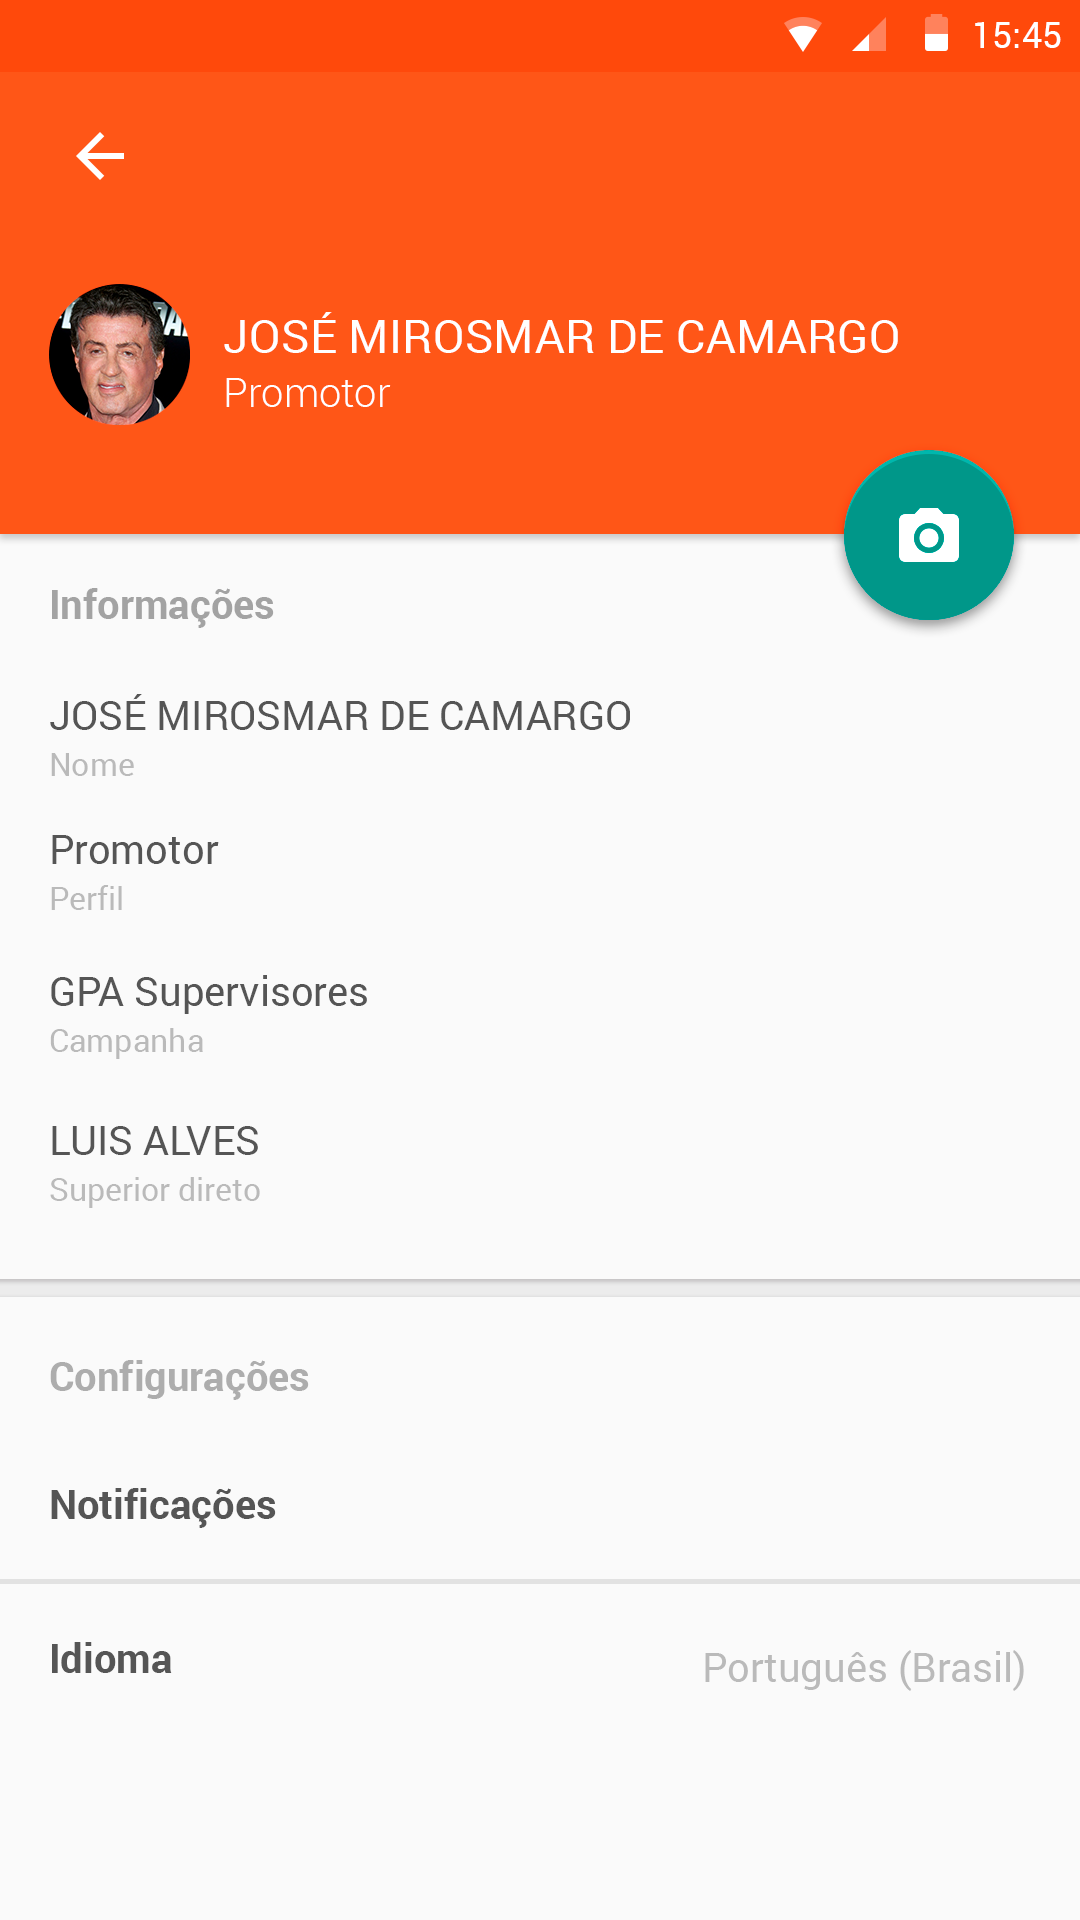 15:45
JOSÉ MIROSMAR DE CAMARGO
Promotor
Informações
JOSÉ MIROSMAR DE CAMARGO
Nome
Promotor
Perfil
GPA Supervisores
Campanha
LUIS ALVES
Superior direto
Configurações
Notificações
Idioma
Português (Brasil)